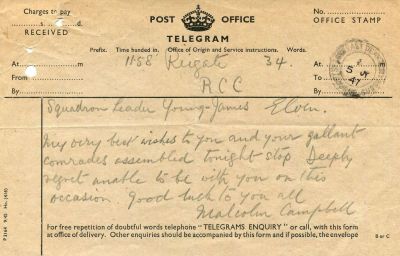 Charges to pay
POST OFFICE
No.
£ s. d.
RECEIVED
TELEGRAM
OFFICE STAMP
Prefix. Time handed in. Office of Origin and Service instructions. Words.
1158 Reigate 34.
At m
From
By
RCC
At m
To
By
5 47
Squadron Leader Young-James
My very best wishes to you and your gallant
comrades assembled tonight stop Deeply
regret unable to be with you on this
occasion Good luck to you all
Malcolm Campbell
For free repetition of doubtful words telephone "TELEGRAMS ENQUIRY" or call, with this form
at office of delivery. Other enquiries should be accompanied by this form and if possible, the envelope
B or C